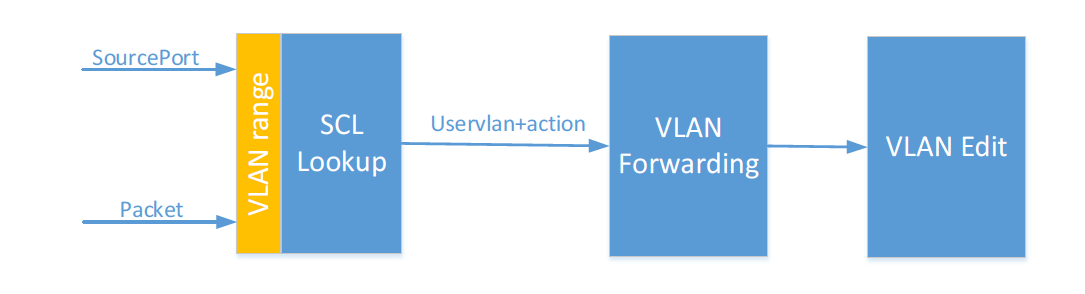 SourcePort
Packet
VLAN range
SCL
Lookup
Uservlan+action
VLAN
Forwarding
VLAN Edit